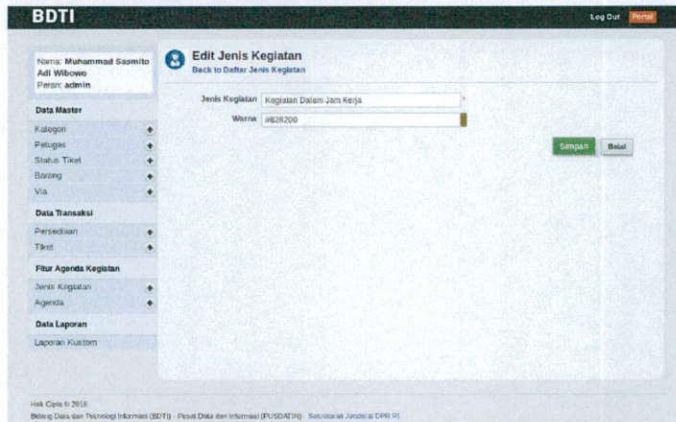 BDTI
Log Out Portal
Nama: Muhammad Sasmito
Adi Wibowo
Peran: admin
Edit Jenis Kegiatan
Back to Daftar Jenis Kegiatan
Jenis Kegiatan Kegiatan Dalam Jam Kerja *
Warna #828200
Simpan Batal
Data Master
Kategori
Petugas
Status Tiket
Barang
Via
Data Transaksi
Persediaan
Tiket
Fitur Agenda Kegiatan
Jenis Kegiatan
Agenda
Data Laporan
Laporan Kustom
Hak Cipta © 2016
Bidang Data dan Teknologi Informasi (BDTI) - Pusat Data dan Informasi (PUSDATIN) - Sekretariat Jenderal DPR RI